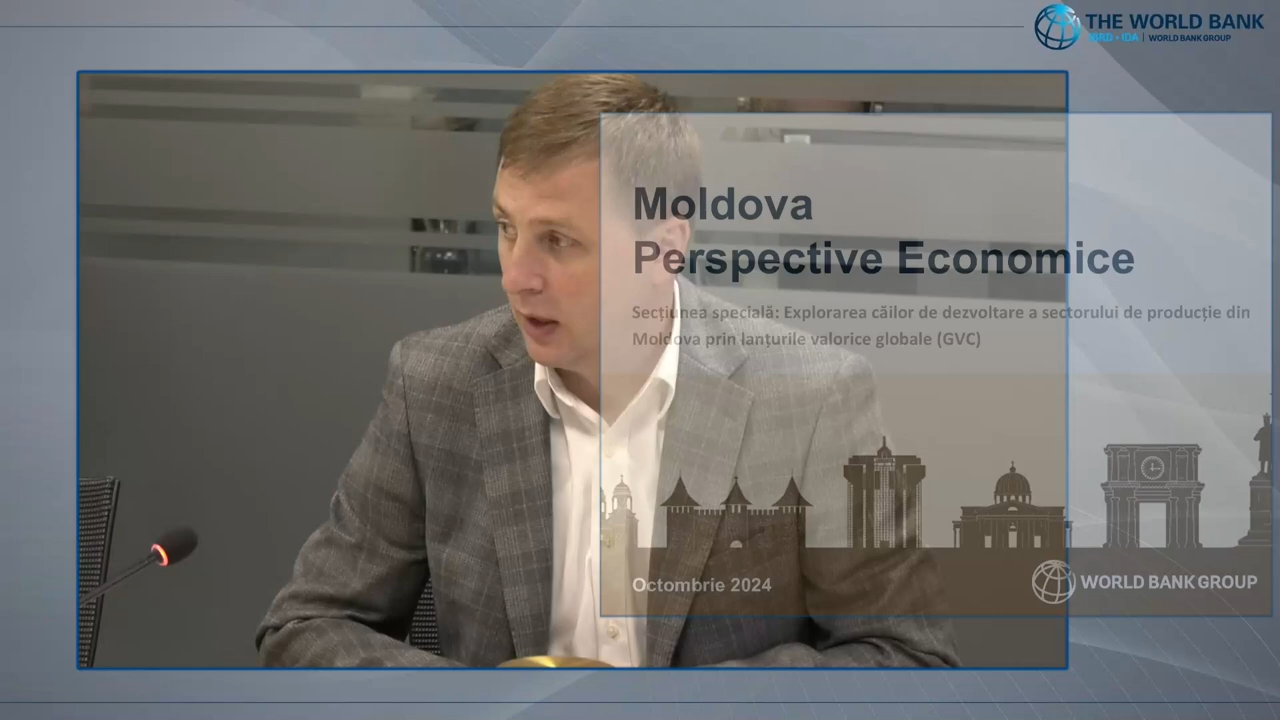 THE WORLD BANK
IBRD • IDA | WORLD BANK GROUP
Moldova
Perspective Economice
Secțiunea specială: Explorarea căilor de dezvoltare a sectorului de producție din
Moldova prin lanțurile valorice globale (GVC)
Octombrie 2024
WORLD BANK GROUP